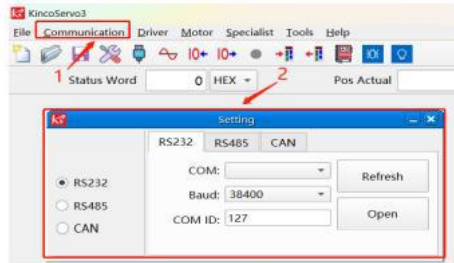 KincoServo3
File Communication Driver Motor Specialist Tools Help
1
2
Status Word 0 HEX Pos Actual
Setting
RS232 RS485 CAN
RS232
RS485
CAN
COM:
Baud: 38400
COM ID: 127
Refresh
Open